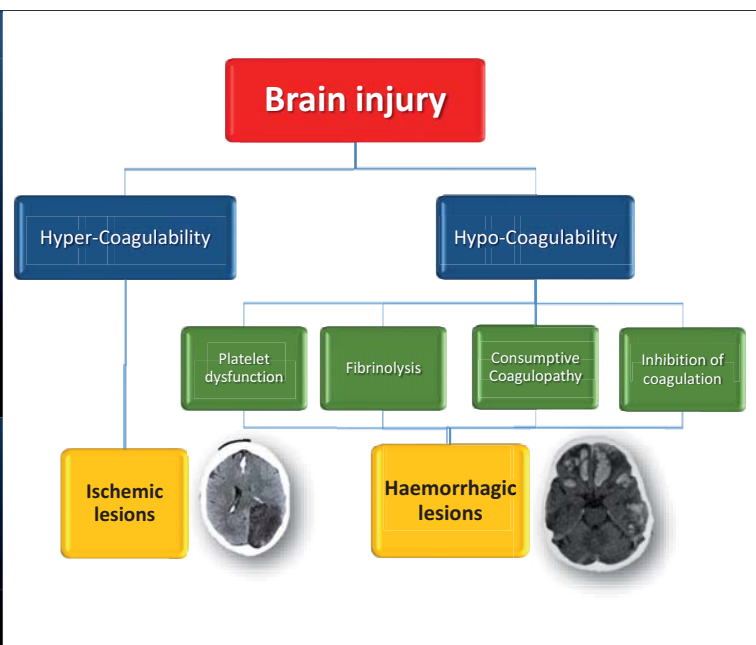 Brain injury
Hyper-Coagulability
Hypo-Coagulability
Platelet
dysfunction
Fibrinolysis
Consumptive
Coagulopathy
Inhibition of
coagulation
Ischemic
lesions
Haemorrhagic
lesions